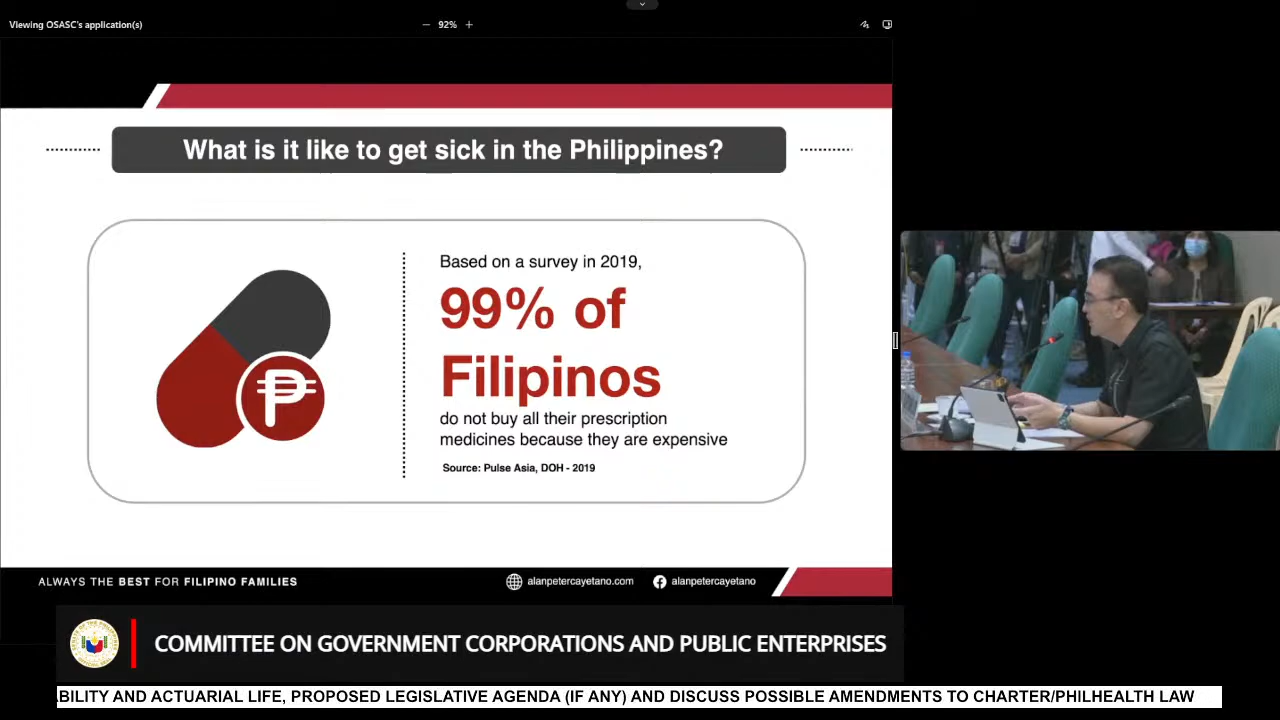 Viewing OSASC's application(s)
92%
What is it like to get sick in the Philippines?
Based on a survey in 2019,
99% of
Filipinos
do not buy all their prescription
medicines because they are expensive
Source: Pulse Asia, DOH - 2019
ALWAYS THE BEST FOR FILIPINO FAMILIES
alanpetercayetano.com
alanpetercayetano
COMMITTEE ON GOVERNMENT CORPORATIONS AND PUBLIC ENTERPRISES
BILITY AND ACTUARIAL LIFE, PROPOSED LEGISLATIVE AGENDA (IF ANY) AND DISCUSS POSSIBLE AMENDMENTS TO CHARTER/PHILHEALTH LAW